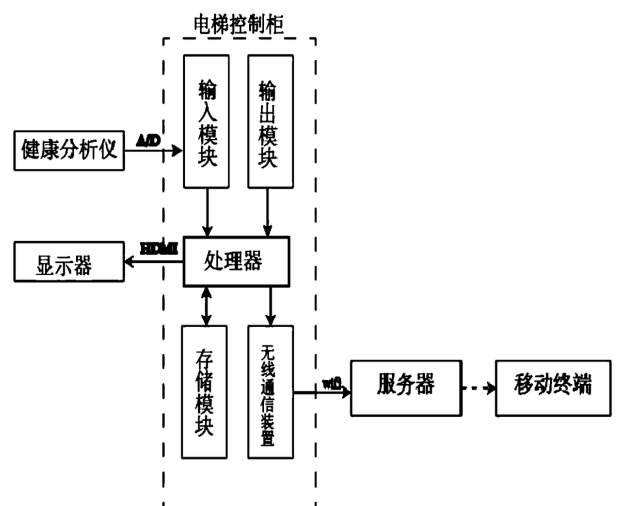 电梯控制柜
输入模块
输出模块
健康分析仪
A/D
显示器
HDMI
处理器
存储模块
无线通信装置
wifi
服务器
移动终端